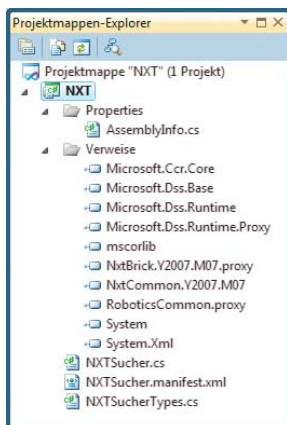 Projektmappen-Explorer
Projektmappe "NXT" (1 Projekt)
NXT
Properties
AssemblyInfo.cs
Verweise
Microsoft.Ccr.Core
Microsoft.Dss.Base
Microsoft.Dss.Runtime
Microsoft.Dss.Runtime.Proxy
mscorlib
NxtBrick.Y2007.M07.proxy
NxtCommon.Y2007.M07
RoboticsCommon.proxy
System
System.Xml
NXTSucher.cs
NXTSucher.manifest.xml
NXTSucherTypes.cs